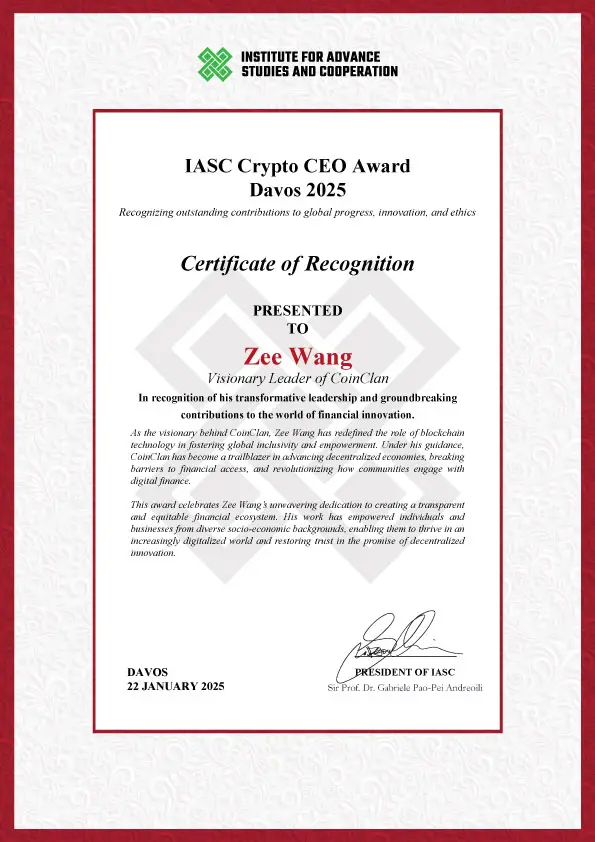 INSTITUTE FOR ADVANCE
STUDIES AND COOPERATION
IASC Crypto CEO Award
Davos 2025
Recognizing outstanding contributions to global progress, innovation, and ethics
Certificate of Recognition
PRESENTED
TO
Zee Wang
Visionary Leader of CoinClan
In recognition of his transformative leadership and groundbreaking
contributions to the world of financial innovation.
As the visionary behind CoinClan, Zee Wang has redefined the role of blockchain
technology in fostering global inclusivity and empowerment. Under his guidance,
CoinClan has become a trailblazer in advancing decentralized economies, breaking
barriers to financial access, and revolutionizing how communities engage with
digital finance.
This award celebrates Zee Wang's unwavering dedication to creating a transparent
and equitable financial ecosystem. His work has empowered individuals and
businesses from diverse socio-economic backgrounds, enabling them to thrive in an
increasingly digitalized world and restoring trust in the promise of decentralized
innovation.
DAVOS
22 JANUARY 2025
PRESIDENT OF IASC
Sir Prof. Dr. Gabriele Pao-Pei Andreoili